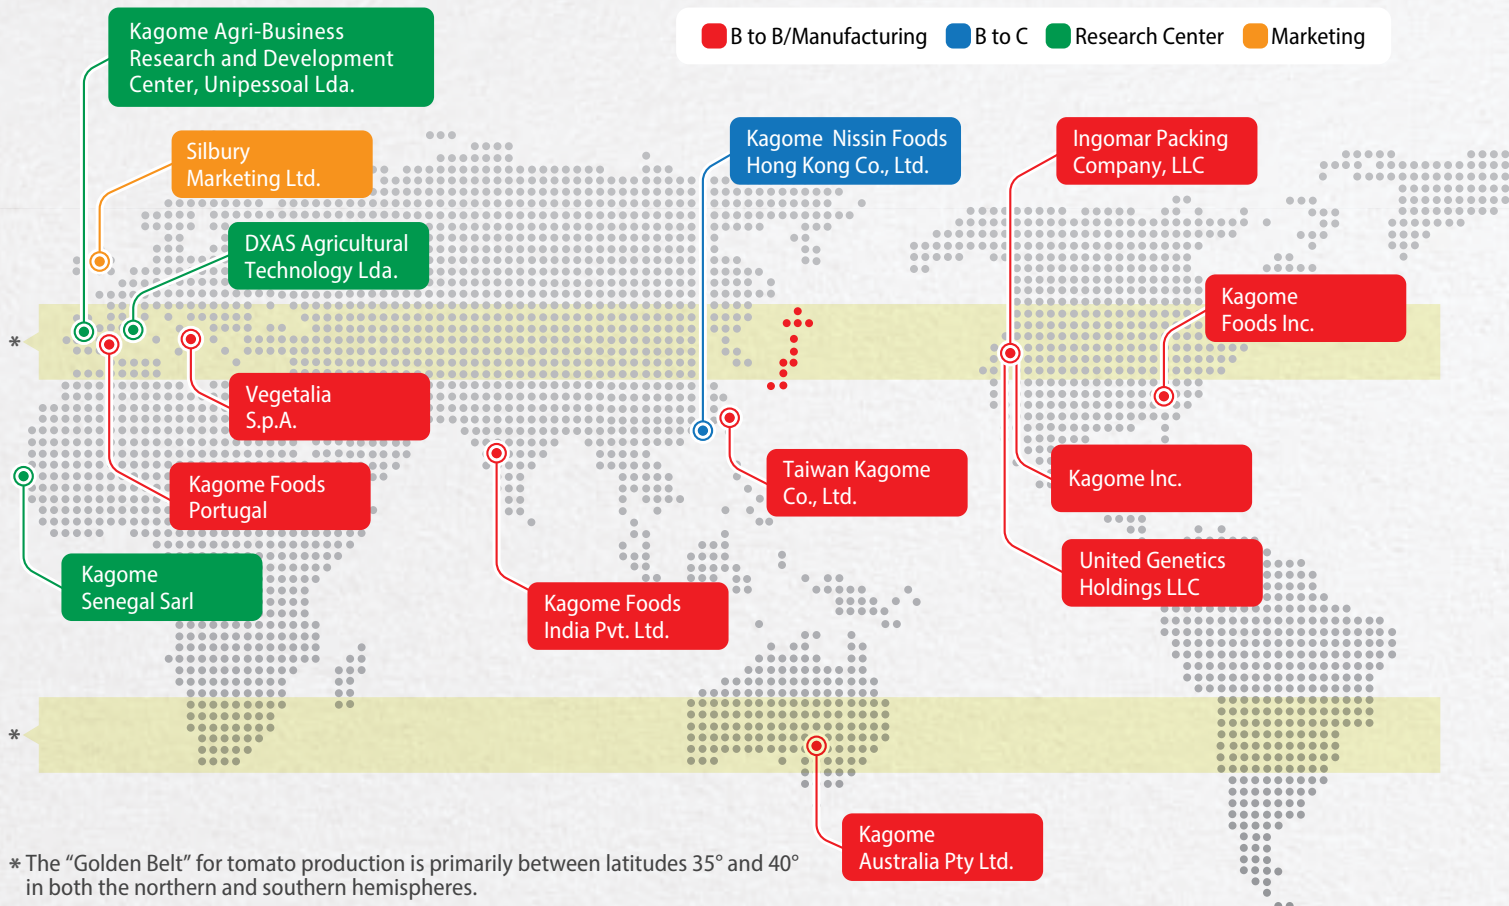 Kagome Agri-Business
Research and Development
Center, Unipessoal Lda.
B to B/Manufacturing
B to C
Research Center
Marketing
Silbury
Marketing Ltd.
Kagome Nissin Foods
Hong Kong Co., Ltd.
Ingomar Packing
Company, LLC
DXAS Agricultural
Technology Lda.
Kagome
Foods Inc.
*
Vegetalia
S.p.A.
Kagome Foods
Portugal
Taiwan Kagome
Co., Ltd.
Kagome Inc.
Kagome
Senegal Sarl
Kagome Foods
India Pvt. Ltd.
United Genetics
Holdings LLC
*
Kagome
Australia Pty Ltd.
* The “Golden Belt” for tomato production is primarily between latitudes 35° and 40°
in both the northern and southern hemispheres.